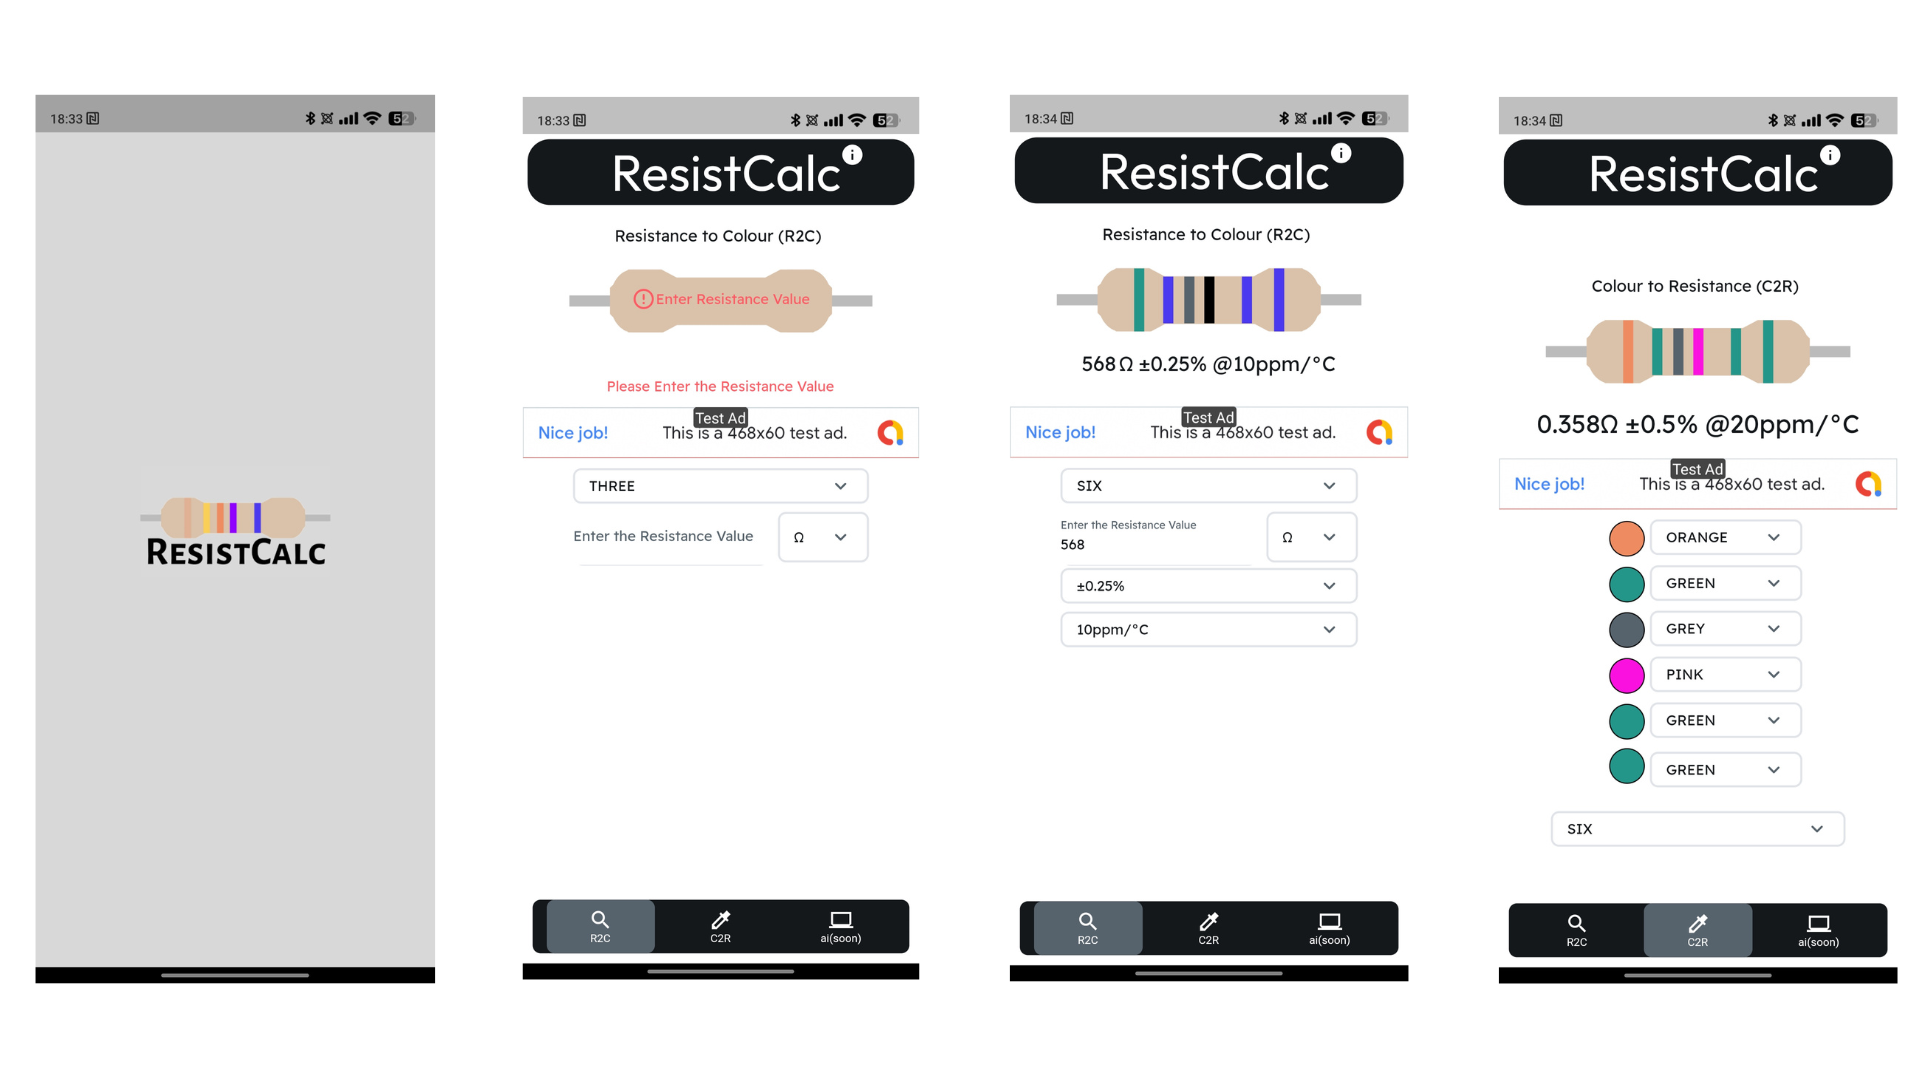 18:33
52
RESISTCALC
18:33
52
ResistCalc
i
Resistance to Colour (R2C)
Enter Resistance Value
Please Enter the Resistance Value
Test Ad
Nice job!
This is a 468x60 test ad.
THREE
Enter the Resistance Value
Ω
R2C
C2R
ai(soon)
18:34
52
ResistCalc
i
Resistance to Colour (R2C)
568Ω ±0.25% @10ppm/°C
Test Ad
Nice job!
This is a 468x60 test ad.
SIX
Enter the Resistance Value
568
Ω
±0.25%
10ppm/°C
R2C
C2R
ai(soon)
18:34
52
ResistCalc
i
Colour to Resistance (C2R)
0.358Ω ±0.5% @20ppm/°C
Test Ad
Nice job!
This is a 468x60 test ad.
ORANGE
GREEN
GREY
PINK
GREEN
GREEN
SIX
R2C
C2R
ai(soon)